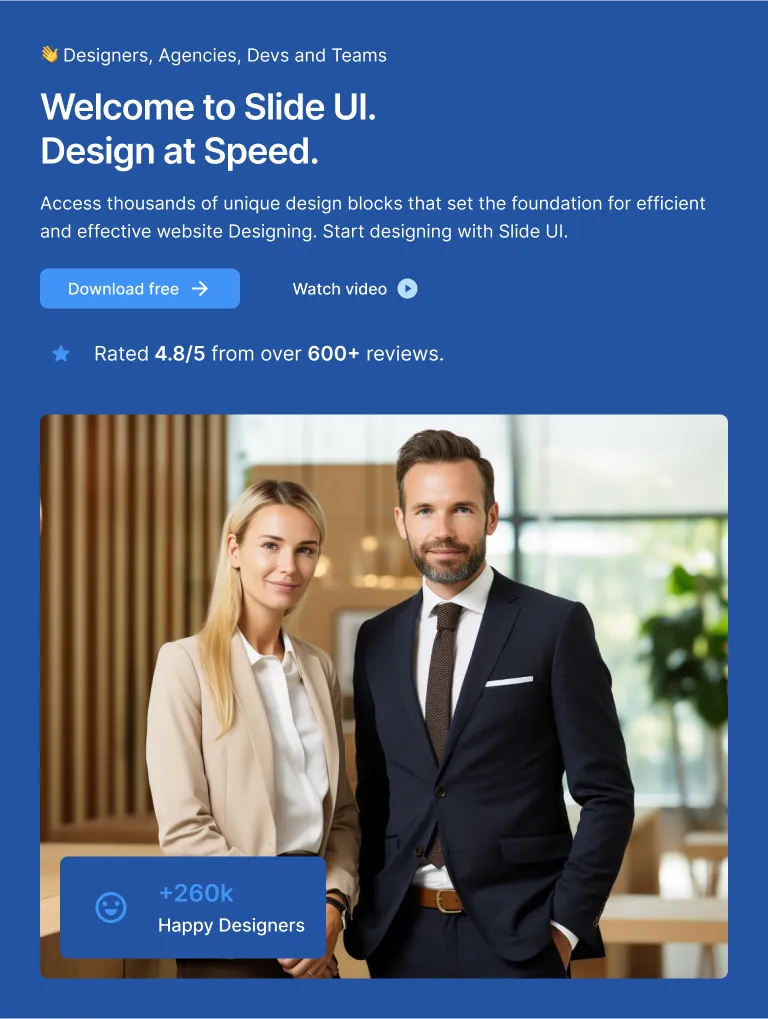 👋 Designers, Agencies, Devs and Teams
Welcome to Slide UI.
Design at Speed.
Access thousands of unique design blocks that set the foundation for efficient
and effective website Designing. Start designing with Slide UI.
Download free →
Watch video
Rated 4.8/5 from over 600+ reviews.
+260k
Happy Designers